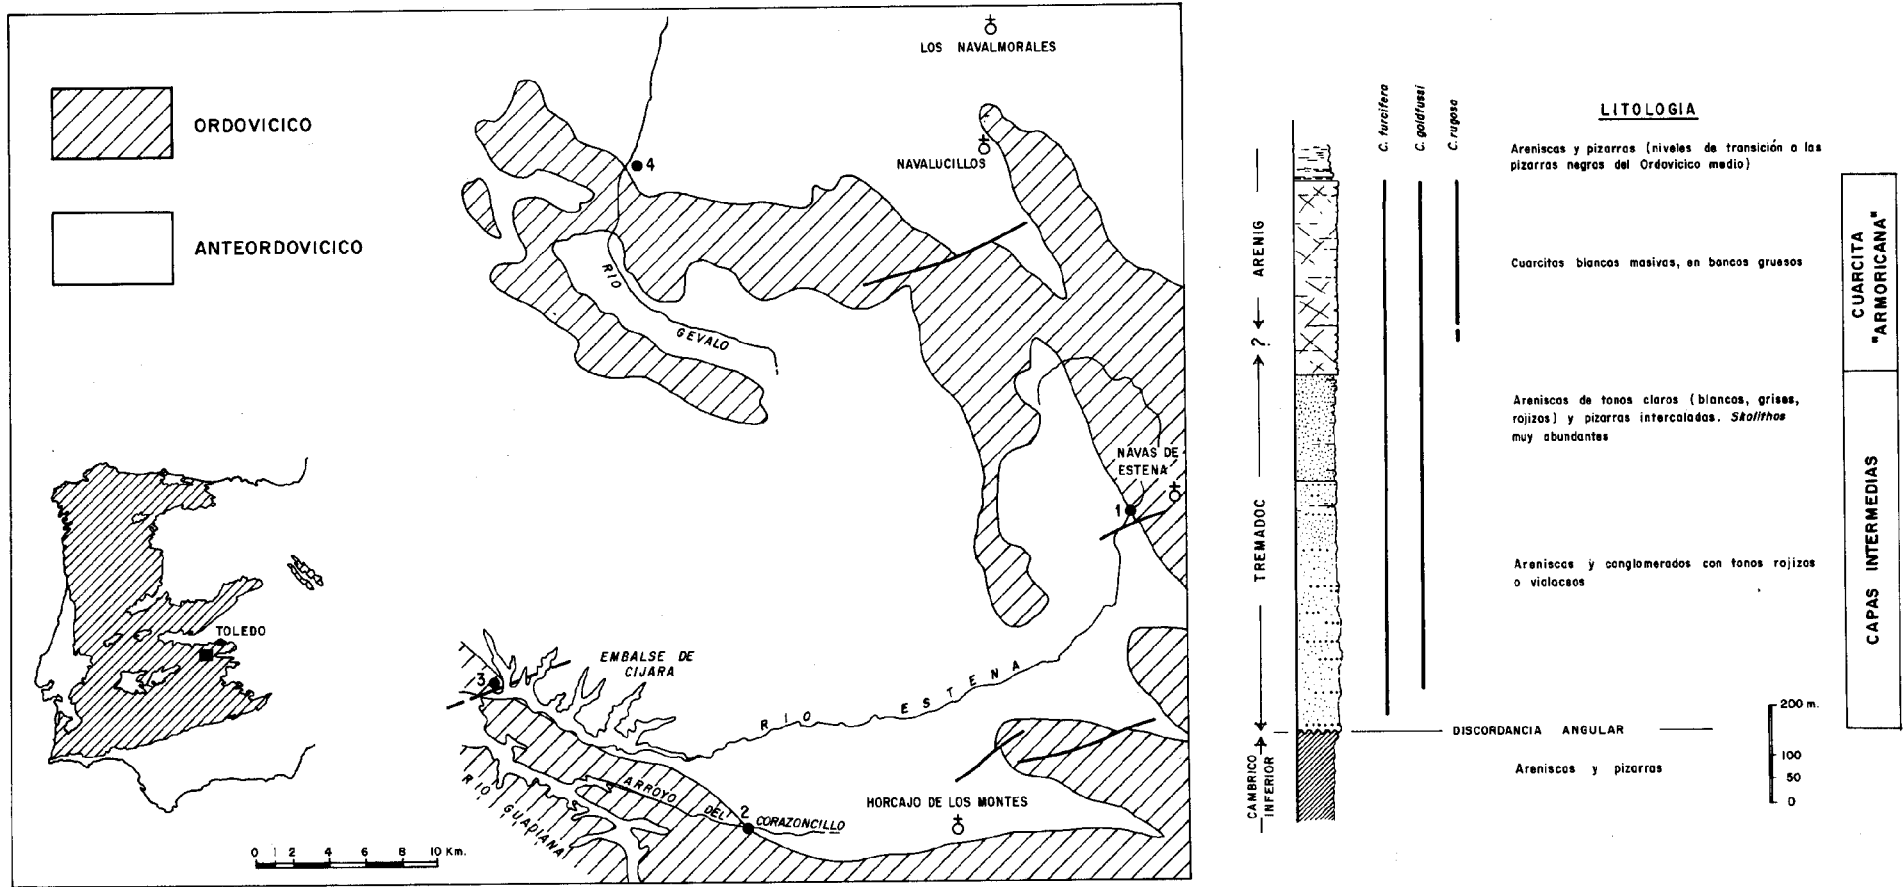 ORDOVICICO
ANTEORDOVICICO
LOS NAVALMORALES
NAVALUCILLOS
4
RIO
GEVALO
NAVAS DE
ESTENA
1
TOLEDO
EMBALSE DE
CIJARA
3
RIO ESTENA
RIO GUADIANA
ARROYO DEL CORAZONCILLO
2
HORCAJO DE LOS MONTES
0 2 4 6 8 10 Km.
C. furcifera
C. goldfussi
C. rugosa
LITOLOGIA
Areniscas y pizarras (niveles de transición a las
pizarras negras del Ordovicico medio)
Cuarcitas blancas masivas, en bancos gruesos
Areniscas de tonos claros (blancos, grises,
rojizos) y pizarras intercaladas. Skolithos
muy abundantes
Areniscas y conglomerados con tonos rojizos
o violaceos
DISCORDANCIA ANGULAR
Areniscas y pizarras
ARENIG
?
TREMADOC
CAMBRICO
INFERIOR
CUARCITA
"ARMORICANA"
CAPAS INTERMEDIAS
200 m.
100
50
0